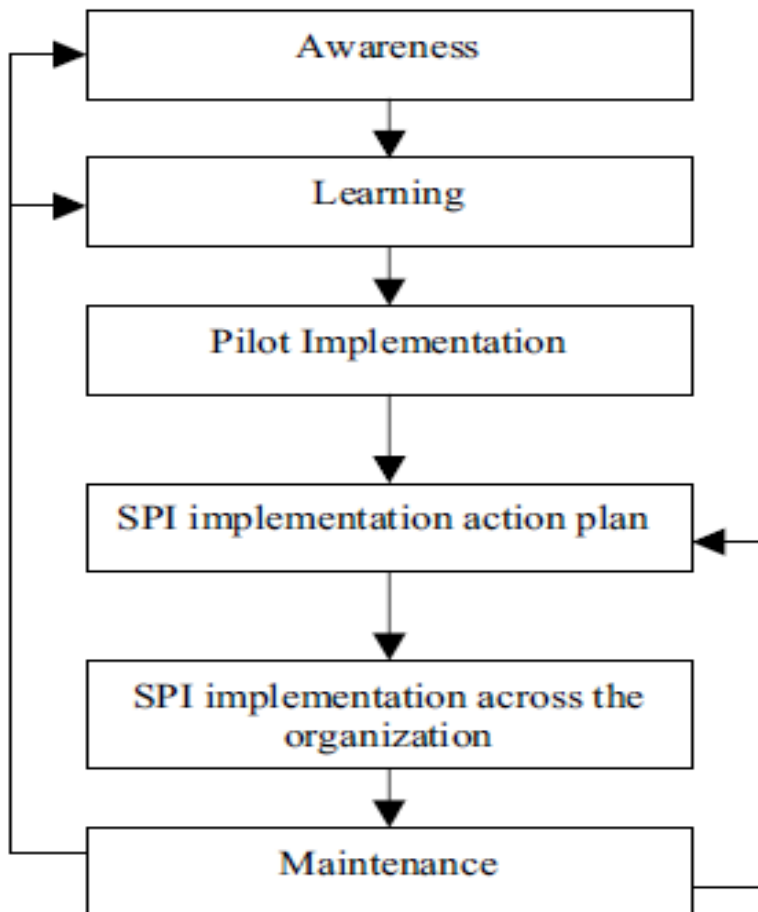 Awareness
Learning
Pilot Implementation
SPI implementation action plan
SPI implementation across the
organization
Maintenance